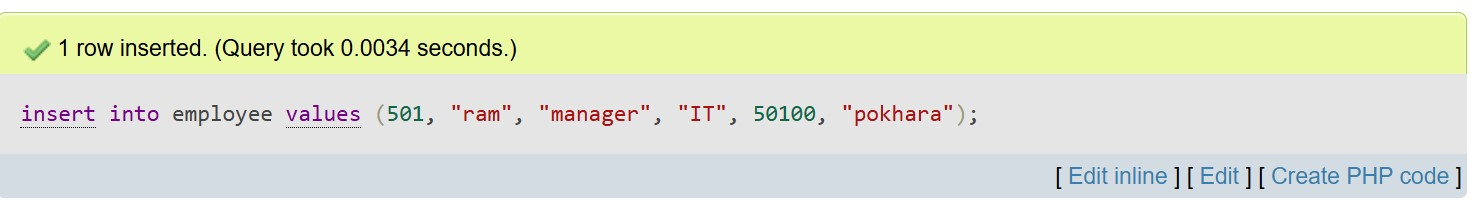 1 row inserted. (Query took 0.0034 seconds.)
insert into employee values (501, "ram", "manager", "IT", 50100, "pokhara");
[ Edit inline ] [ Edit ] [ Create PHP code ]